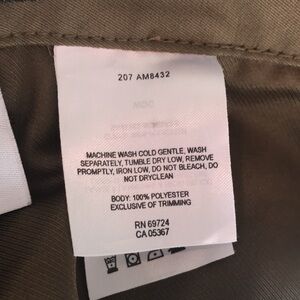 207 AM8432
MACHINE WASH COLD GENTLE, WASH
SEPARATELY, TUMBLE DRY LOW, REMOVE
PROMPTLY, IRON LOW, DO NOT BLEACH, DO
NOT DRYCLEAN
BODY: 100% POLYESTER
EXCLUSIVE OF TRIMMING
RN 69724
CA 05367